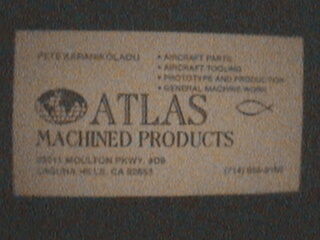 • AIRCRAFT PARTS
• AIRCRAFT TOOLING
• PROTOTYPE AND PRODUCTION
• GENERAL MACHINE WORK
ATLAS
MACHINED PRODUCTS
MOULTON PKWY.
LAGUNA HILLS, CA
(714)